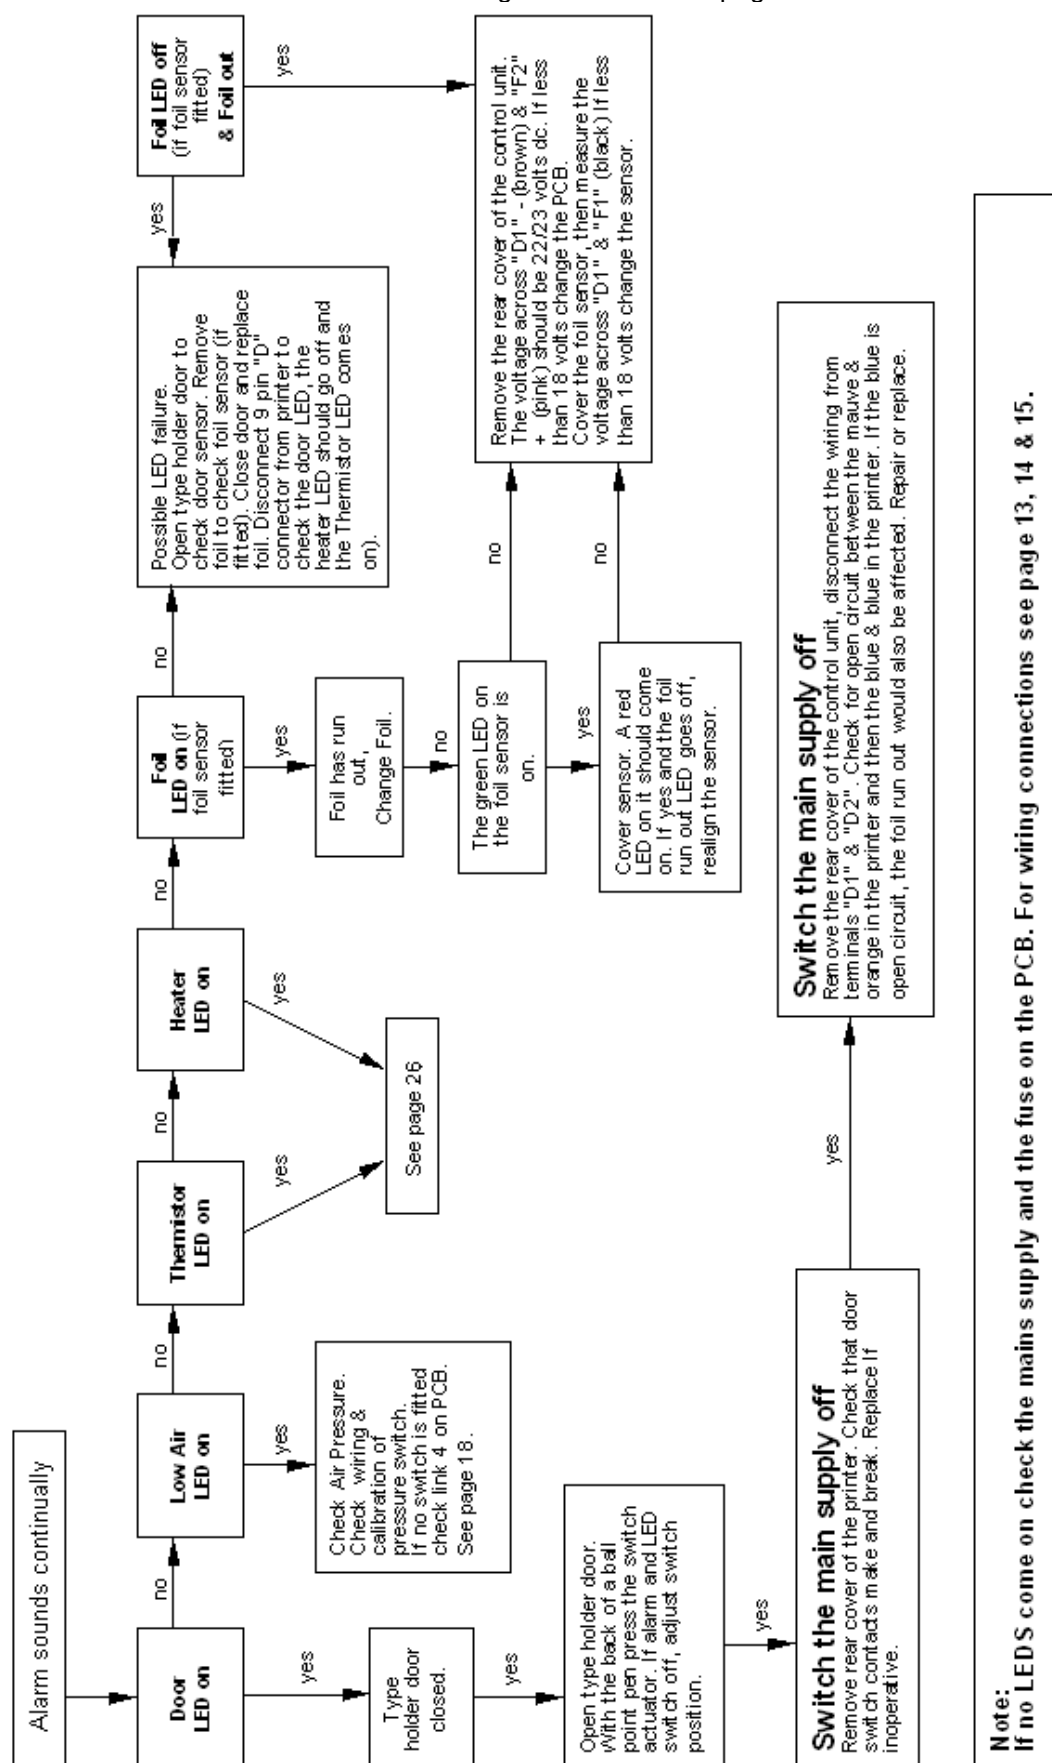 Alarm sounds continually
Door
LED on
no
Low Air
LED on
no
Thermistor
LED on
no
Heater
LED on
no
Foil
LED on (if
foil sensor
fitted)
no
Possible LED failure.
Open type holder door to
check door sensor. Remove
foil to check foil sensor (if
fitted). Close door and replace
foil. Disconnect 9 pin "D"
connector from printer to
check the door LED, the
heater LED should go off and
the Thermistor LED comes
on).
yes
Foil LED off
(if foil sensor
fitted)
& Foil out
yes
yes
Type
holder door
closed.
yes
Open type holder door.
With the back of a ball
point pen press the switch
actuator. If alarm and LED
switch off, adjust switch
position.
yes
Switch the main supply off
Remove rear cover of the printer. Check that door
switch contacts make and break. Replace If
inoperative.
yes
Switch the main supply off
Remove the rear cover of the control unit, disconnect the wiring from
terminals "D1" & "D2". Check for open circuit between the mauve &
orange in the printer and then the blue & blue in the printer. If the blue is
open circuit, the foil run out would also be affected. Repair or replace.
yes
Check Air Pressure.
Check wiring &
calibration of
pressure switch.
If no switch is fitted
check link 4 on PCB.
See page 18.
yes
yes
See page 26
yes
Foil has run
out,
Change Foil.
no
The green LED on
the foil sensor is
on.
no
yes
Cover sensor. A red
LED on it should come
on. If yes and the foil
run out LED goes off,
realign the sensor.
no
Remove the rear cover of the control unit.
The voltage across "D1" - (brown) & "F2"
+ (pink) should be 22/23 volts dc. If less
than 18 volts change the PCB.
Cover the foil sensor, then measure the
voltage across "D1" & "F1" (black) If less
than 18 volts change the sensor.
Note:
If no LEDS come on check the mains supply and the fuse on the PCB. For wiring connections see page 13, 14 & 15.